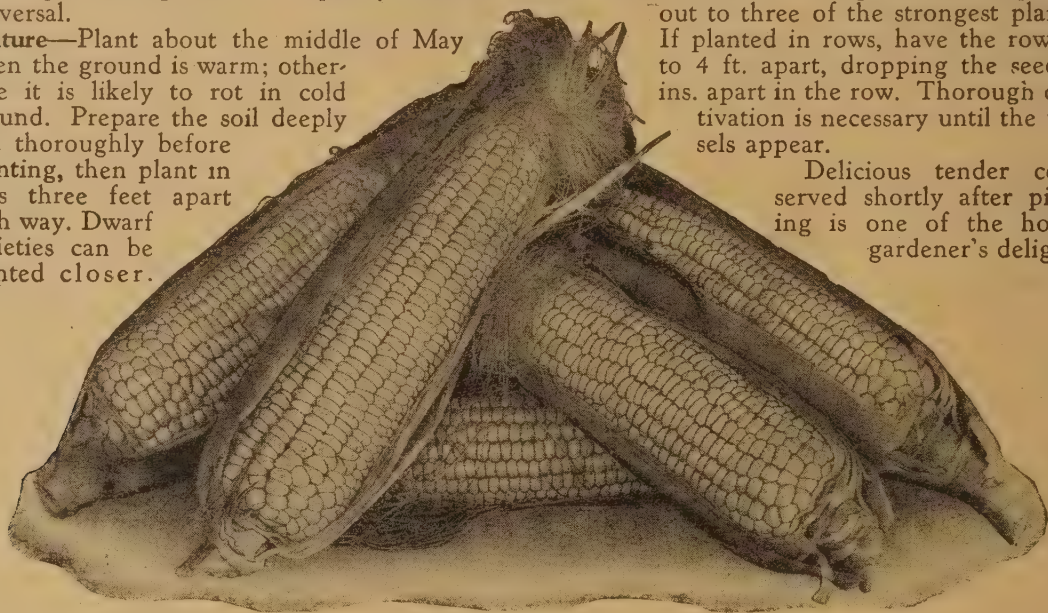 versal.
ture—Plant about the middle of May
en the ground is warm; other-
e it is likely to rot in cold
und. Prepare the soil deeply
thoroughly before
nting, then plant in
s three feet apart
h way. Dwarf
ieties can be
nted closer.
out to three of the strongest plan
If planted in rows, have the row
to 4 ft. apart, dropping the seed
ins. apart in the row. Thorough c
tivation is necessary until the
sels appear.
Delicious tender co
served shortly after pi
ing is one of the ho
gardener's delig